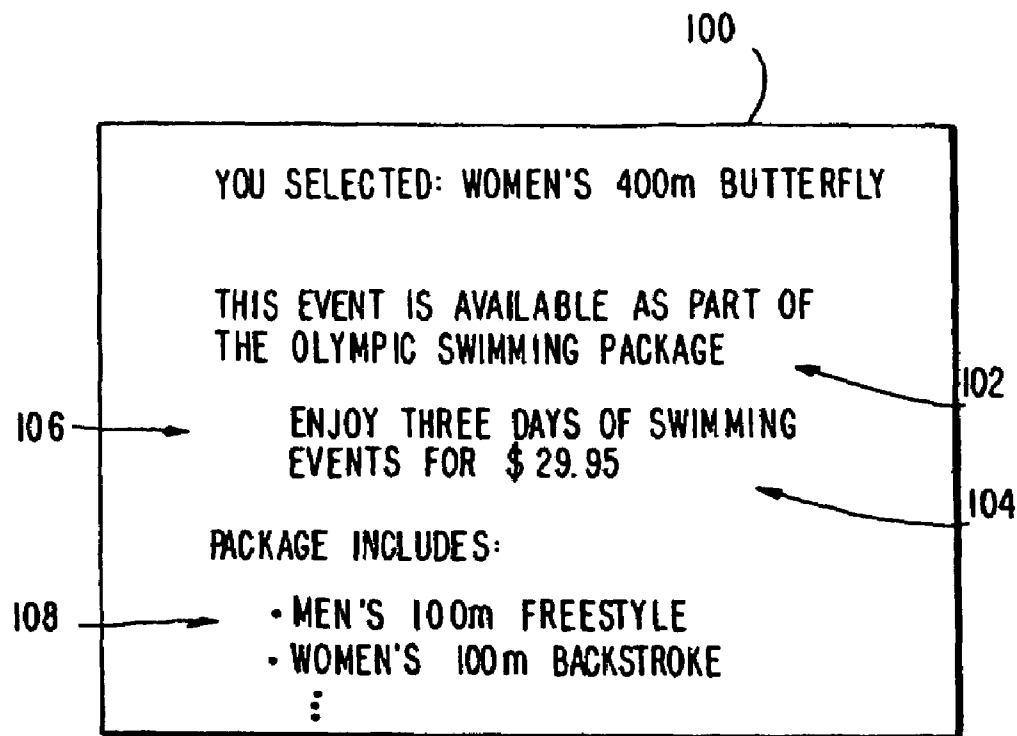 100
YOU SELECTED: WOMEN'S 400m BUTTERFLY
THIS EVENT IS AVAILABLE AS PART OF
THE OLYMPIC SWIMMING PACKAGE
102
106
ENJOY THREE DAYS OF SWIMMING
EVENTS FOR $29.95
104
PACKAGE INCLUDES:
108
• MEN'S 100m FREESTYLE
• WOMEN'S 100m BACKSTROKE
⋮